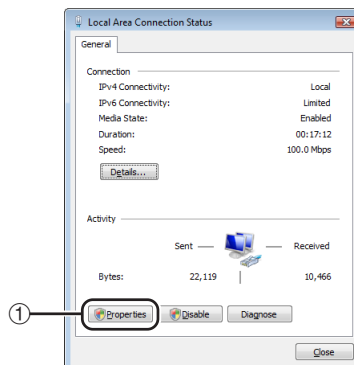 Local Area Connection Status
General
Connection
IPv4 Connectivity: Local
IPv6 Connectivity: Limited
Media State: Enabled
Duration: 00:17:12
Speed: 100.0 Mbps
Details...
Activity
Sent Received
Bytes: 22,119 10,466
① Properties Disable Diagnose
Close